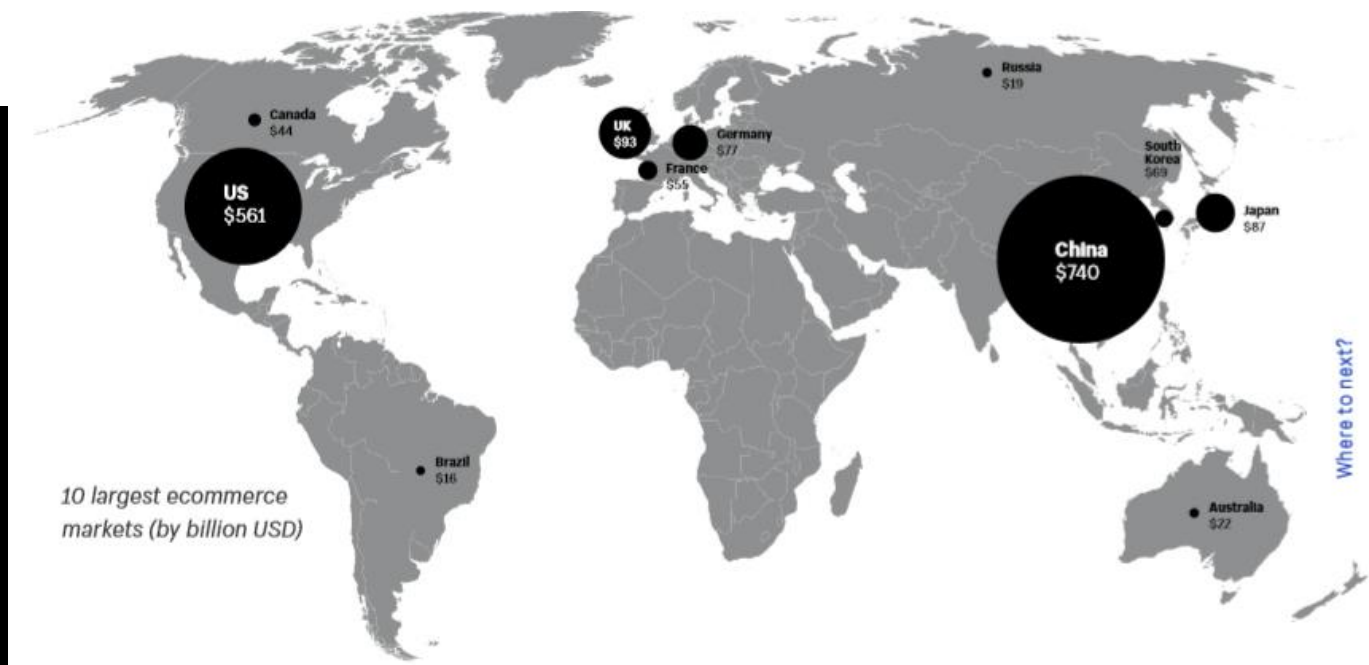 Canada
$44
US
$561
UK
$93
Germany
$77
France
$55
Russia
$19
South
Korea
$69
Japan
$87
China
$740
Brazil
$16
Australia
$22
10 largest ecommerce
markets (by billion USD)
Where to next?